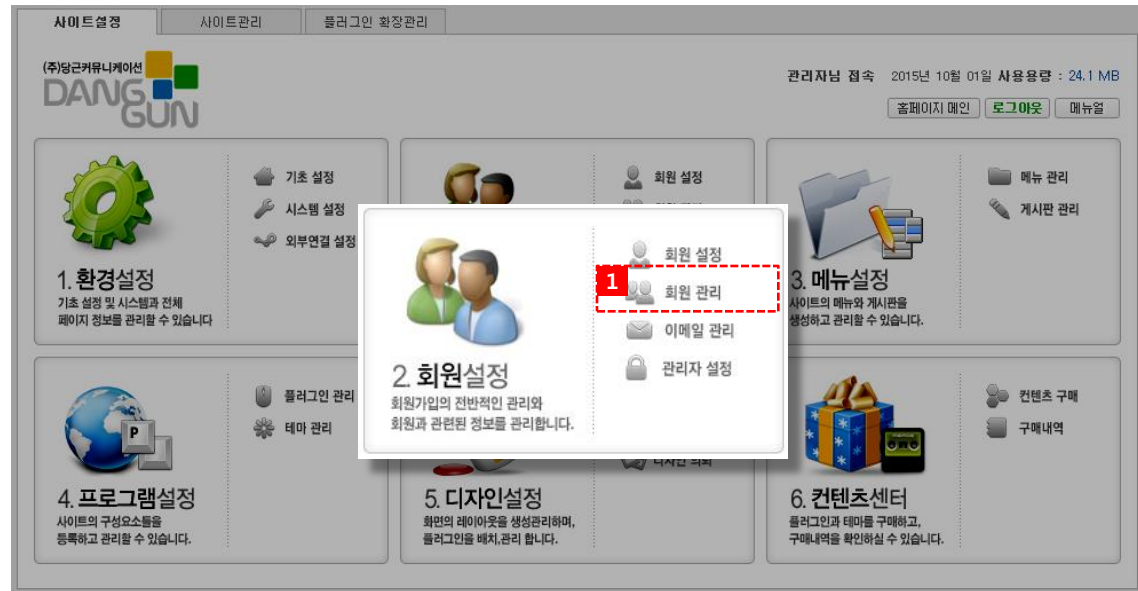 사이트설정
사이트관리
플러그인 확장관리
(주)당근커뮤니케이션
DANG
GUN
관리자님 접속 2015년 10월 01일 사용용량 : 24.1 MB
홈페이지 메인
로그아웃
메뉴얼
기초 설정
시스템 설정
외부연결 설정
1. 환경설정
기초 설정 및 시스템과 전체
페이지 정보를 관리할 수 있습니다
회원 설정
회원 설정
1
회원 관리
이메일 관리
관리자 설정
2. 회원설정
회원가입의 전반적인 관리와
회원과 관련된 정보를 관리합니다.
메뉴 관리
게시판 관리
3. 메뉴설정
사이트의 메뉴와 게시판을
생성하고 관리할 수 있습니다.
플러그인 관리
테마 관리
P
4. 프로그램설정
사이트의 구성요소들을
등록하고 관리할 수 있습니다.
5. 디자인설정
화면의 레이아웃을 생성관리하며,
플러그인을 배치,관리 합니다.
컨텐츠 구매
구매내역
6. 컨텐츠센터
플러그인과 테마를 구매하고,
구매내역을 확인하실 수 있습니다.